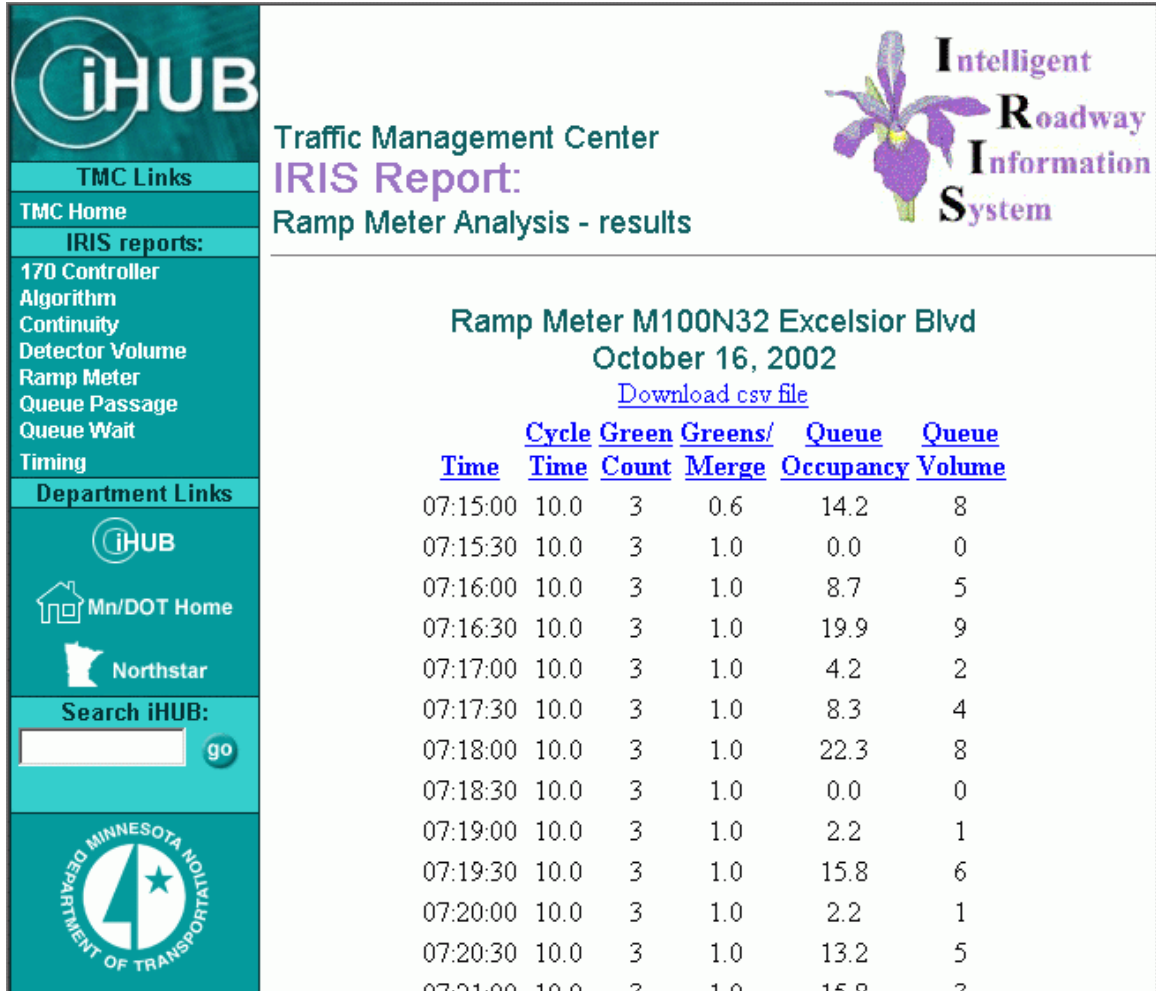 iHUB
TMC Links
TMC Home
IRIS reports:
170 Controller
Algorithm
Continuity
Detector Volume
Ramp Meter
Queue Passage
Queue Wait
Timing
Department Links
iHUB
Mn/DOT Home
Northstar
Search iHUB:
go
MINNESOTA DEPARTMENT OF TRANSPORTATION
Traffic Management Center
IRIS Report:
Ramp Meter Analysis - results
Intelligent
Roadway
Information
System
Ramp Meter M100N32 Excelsior Blvd
October 16, 2002
Download csv file
Cycle Green Greens/ Queue Queue
Time Time Count Merge Occupancy Volume
07:15:00 10.0 3 0.6 14.2 8
07:15:30 10.0 3 1.0 0.0 0
07:16:00 10.0 3 1.0 8.7 5
07:16:30 10.0 3 1.0 19.9 9
07:17:00 10.0 3 1.0 4.2 2
07:17:30 10.0 3 1.0 8.3 4
07:18:00 10.0 3 1.0 22.3 8
07:18:30 10.0 3 1.0 0.0 0
07:19:00 10.0 3 1.0 2.2 1
07:19:30 10.0 3 1.0 15.8 6
07:20:00 10.0 3 1.0 2.2 1
07:20:30 10.0 3 1.0 13.2 5
07:21:00 10.0 3 1.0